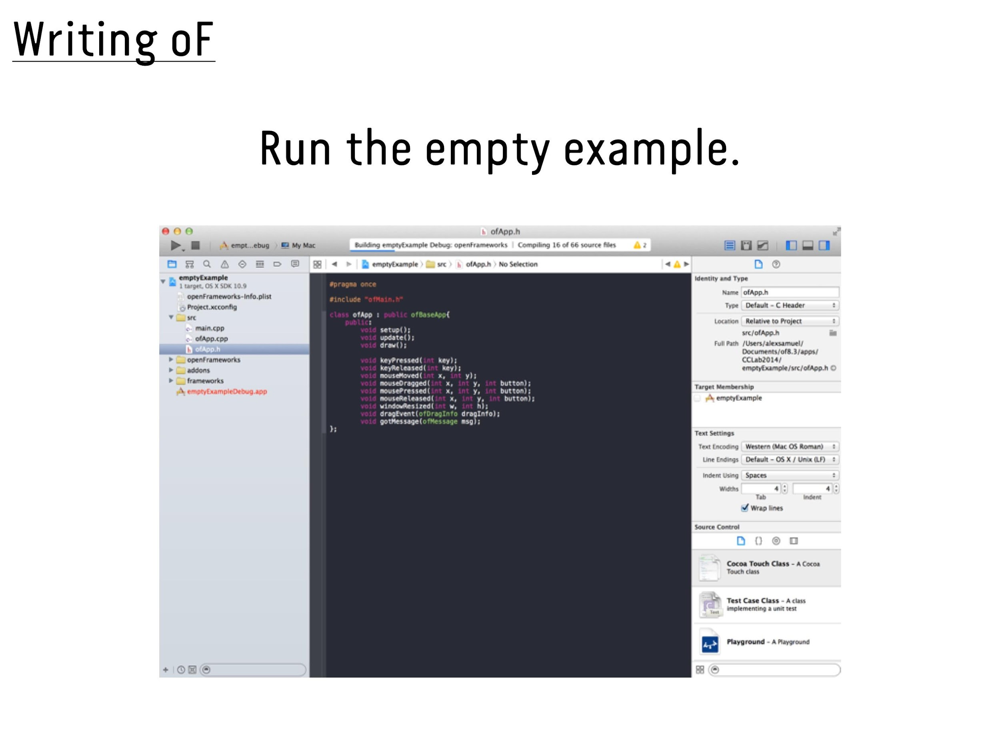 Writing oF
Run the empty example.
ofApp.h
empt...ebug
My Mac
Building emptyExample Debug: openFrameworks | Compiling 16 of 66 source files
2
emptyExample
src
ofApp.h
No Selection
emptyExample
1 target, OS X SDK 10.9
openFrameworks-Info.plist
Project.xcconfig
src
main.cpp
ofApp.cpp
ofApp.h
openFrameworks
addons
frameworks
emptyExampleDebug.app
#pragma once
#include "ofMain.h"
class ofApp : public ofBaseApp{
public:
void setup();
void update();
void draw();
void keyPressed(int key);
void keyReleased(int key);
void mouseMoved(int x, int y);
void mouseDragged(int x, int y, int button);
void mousePressed(int x, int y, int button);
void mouseReleased(int x, int y, int button);
void windowResized(int w, int h);
void dragEvent(ofDragInfo dragInfo);
void gotMessage(ofMessage msg);
};
Identity and Type
Name ofApp.h
Type Default - C Header
Location Relative to Project
src/ofApp.h
Full Path /Users/alexsamuel/
Documents/of8.3/apps/
CCLab2014/
emptyExample/src/ofApp.h
Target Membership
emptyExample
Text Settings
Text Encoding Western (Mac OS Roman)
Line Endings Default - OS X / Unix (LF)
Indent Using Spaces
Widths 4 4
Tab Indent
Wrap lines
Source Control
Cocoa Touch Class - A Cocoa
Touch class
Test Case Class - A class
implementing a unit test
Test
Playground - A Playground